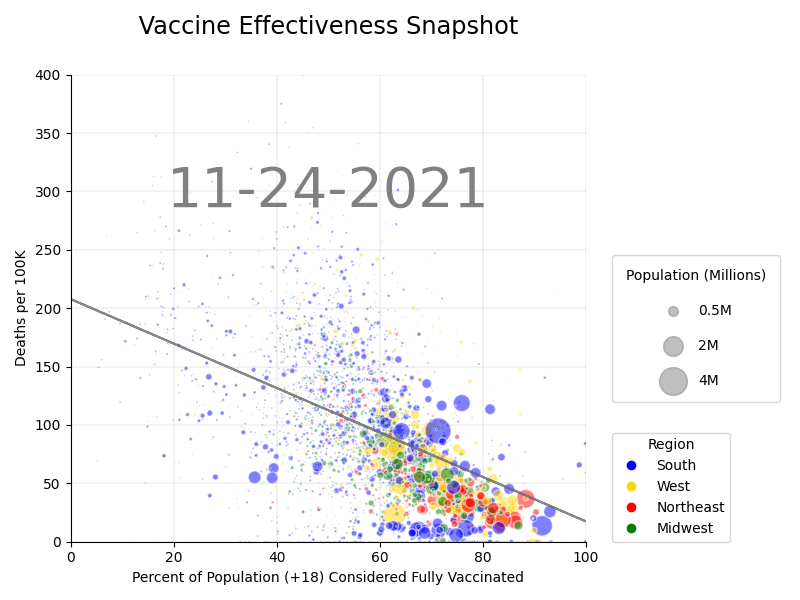 Vaccine Effectiveness Snapshot
400
350
300
250
200
150
100
50
0
Deaths per 100K
11-24-2021
0 20 40 60 80 100
Percent of Population (+18) Considered Fully Vaccinated
Population (Millions)
0.5M
2M
4M
Region
South
West
Northeast
Midwest